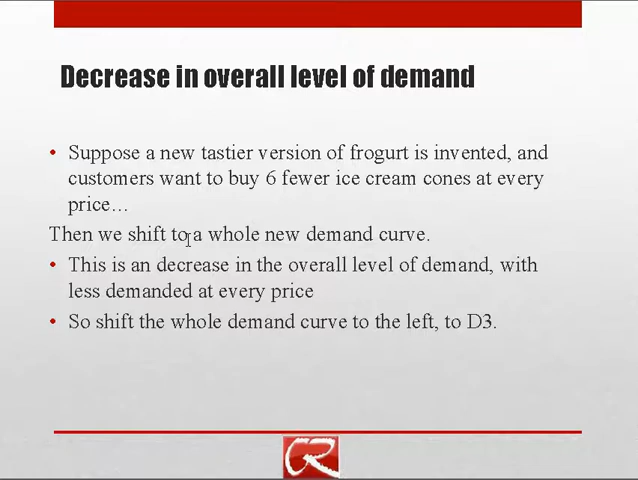 Decrease in overall level of demand
• Suppose a new tastier version of frogurt is invented, and
customers want to buy 6 fewer ice cream cones at every
price…
Then we shift to a whole new demand curve.
• This is an decrease in the overall level of demand, with
less demanded at every price
• So shift the whole demand curve to the left, to D3.
R